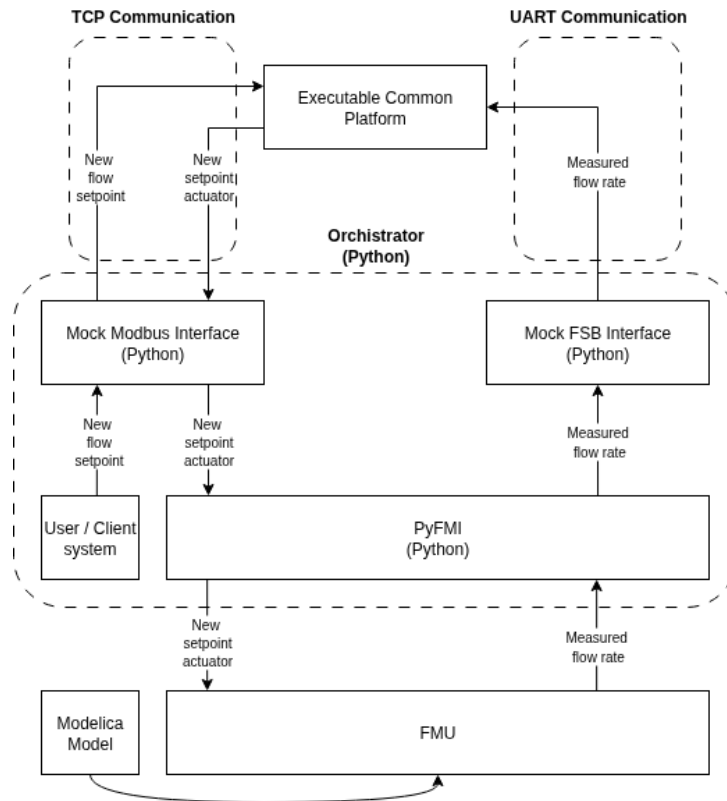 TCP Communication
UART Communication
Executable Common
Platform
New
flow
setpoint
New
setpoint
actuator
Measured
flow rate
Orchistrator
(Python)
Mock Modbus Interface
(Python)
Mock FSB Interface
(Python)
New
flow
setpoint
New
setpoint
actuator
Measured
flow rate
User / Client
system
PyFMI
(Python)
New
setpoint
actuator
Measured
flow rate
Modelica
Model
FMU